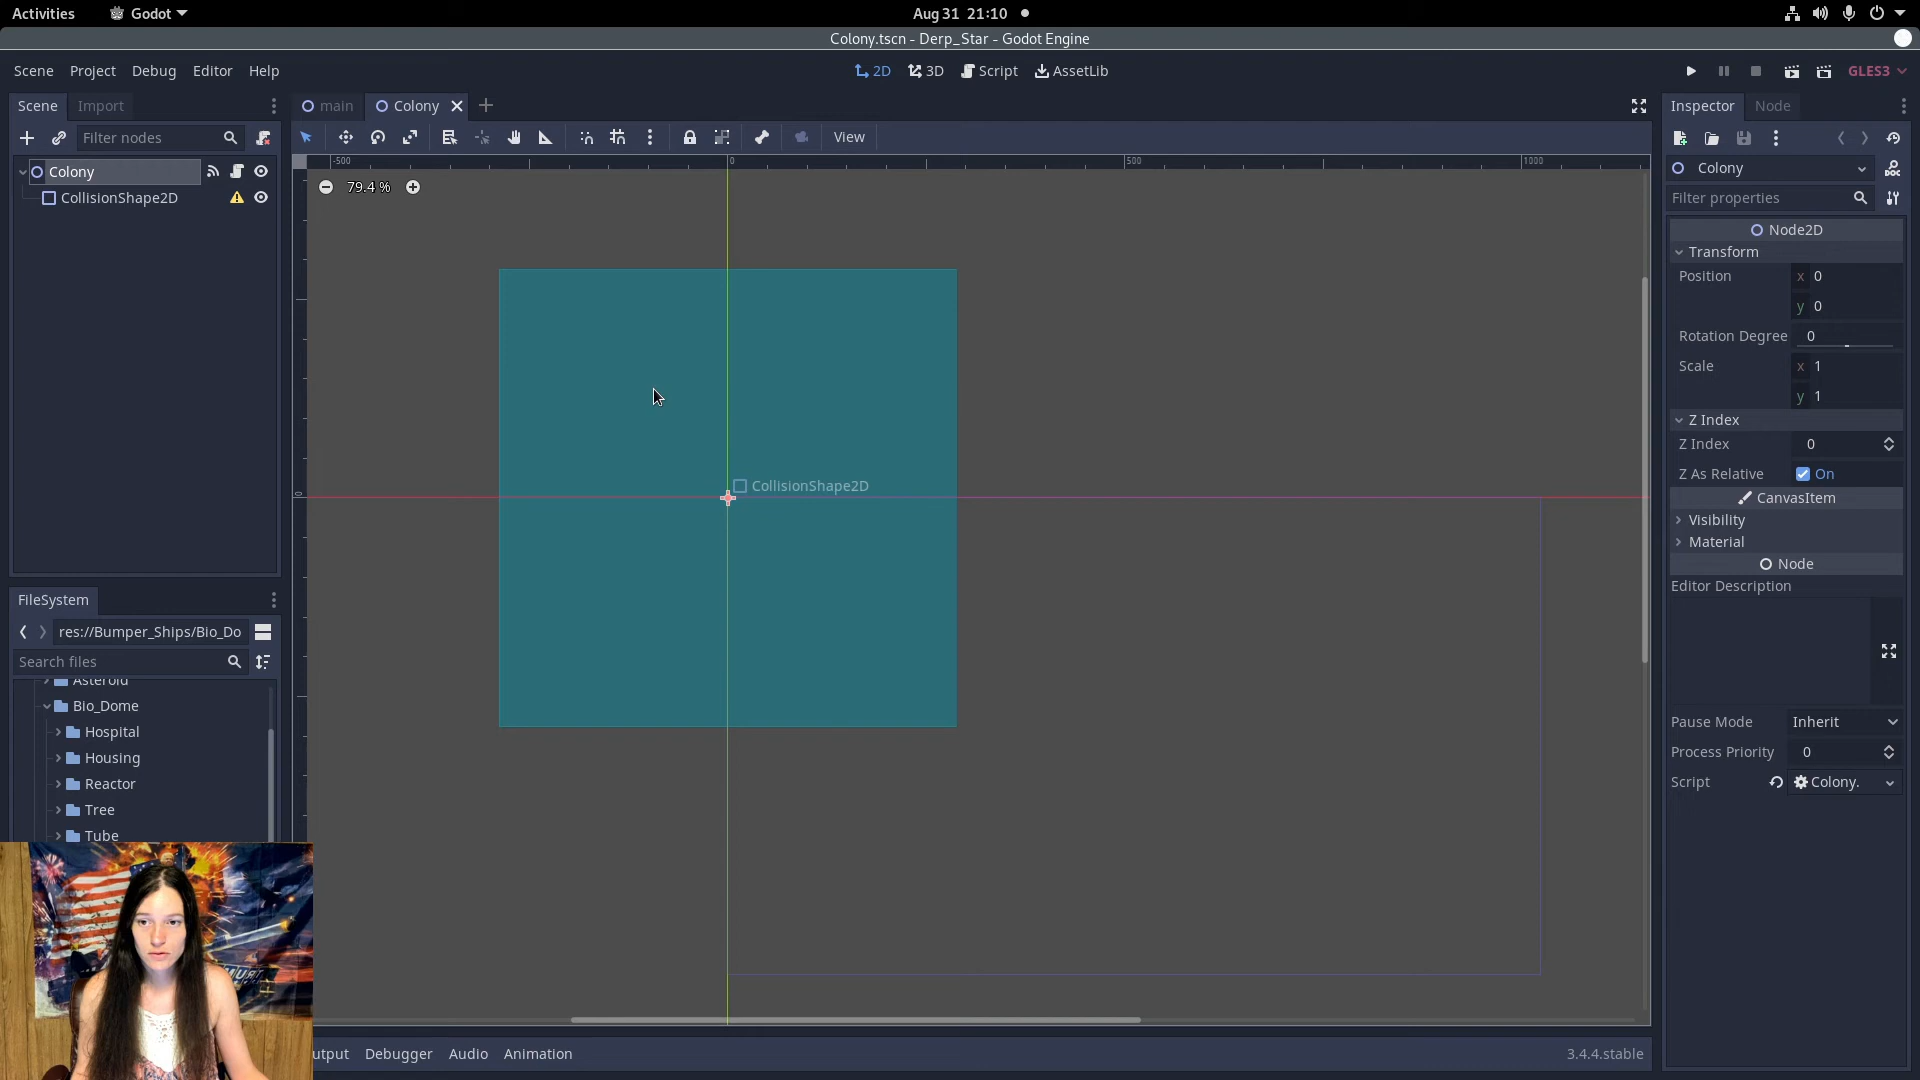 Activities
Godot
Aug 31 21:10
Colony.tscn - Derp_Star - Godot Engine
Scene
Project
Debug
Editor
Help
2D
3D
Script
AssetLib
GLES3
Scene
Import
main
Colony
Inspector
Node
Filter nodes
View
Colony
CollisionShape2D
-500
0
500
1000
79.4 %
0
CollisionShape2D
Colony
Filter properties
Node2D
Transform
Position
x 0
y 0
Rotation Degree
0
Scale
x 1
y 1
Z Index
Z Index
0
Z As Relative
On
CanvasItem
Visibility
Material
Node
Editor Description
Pause Mode
Inherit
Process Priority
0
Script
Colony.
FileSystem
res://Bumper_Ships/Bio_Do
Search files
Asteroid
Bio_Dome
Hospital
Housing
Reactor
Tree
Tube
utput
Debugger
Audio
Animation
3.4.4.stable